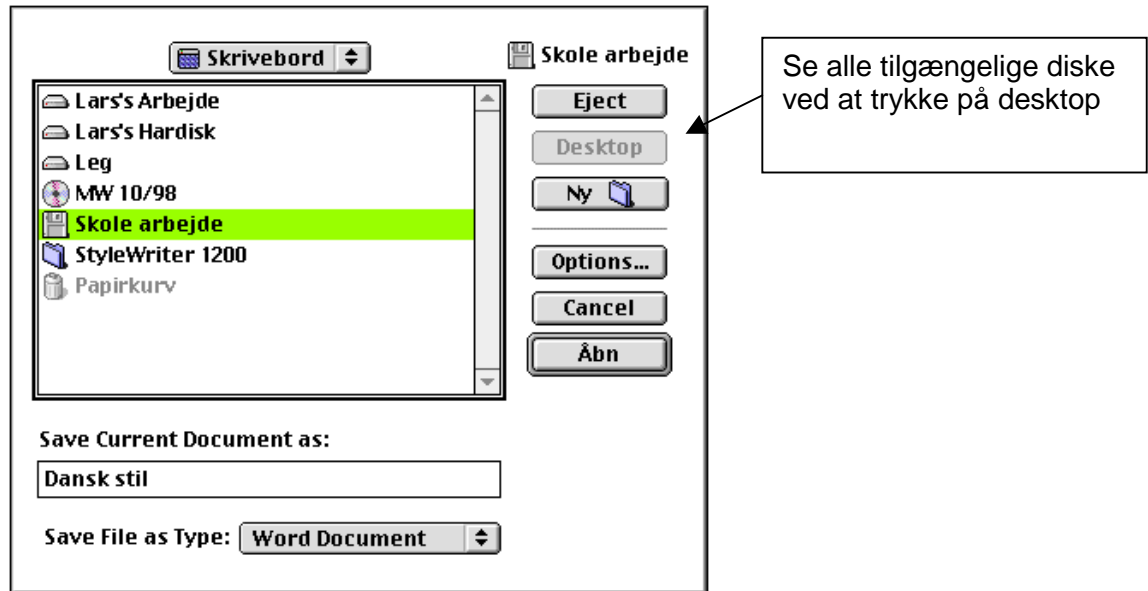 Skrivebord
Skole arbejde
Lars's Arbejde
Lars's Hardisk
Leg
MW 10/98
Skole arbejde
StyleWriter 1200
Papirkurv
Eject
Desktop
Ny
Options...
Cancel
Åbn
Save Current Document as:
Dansk stil
Save File as Type: Word Document
Se alle tilgængelige diske
ved at trykke på desktop